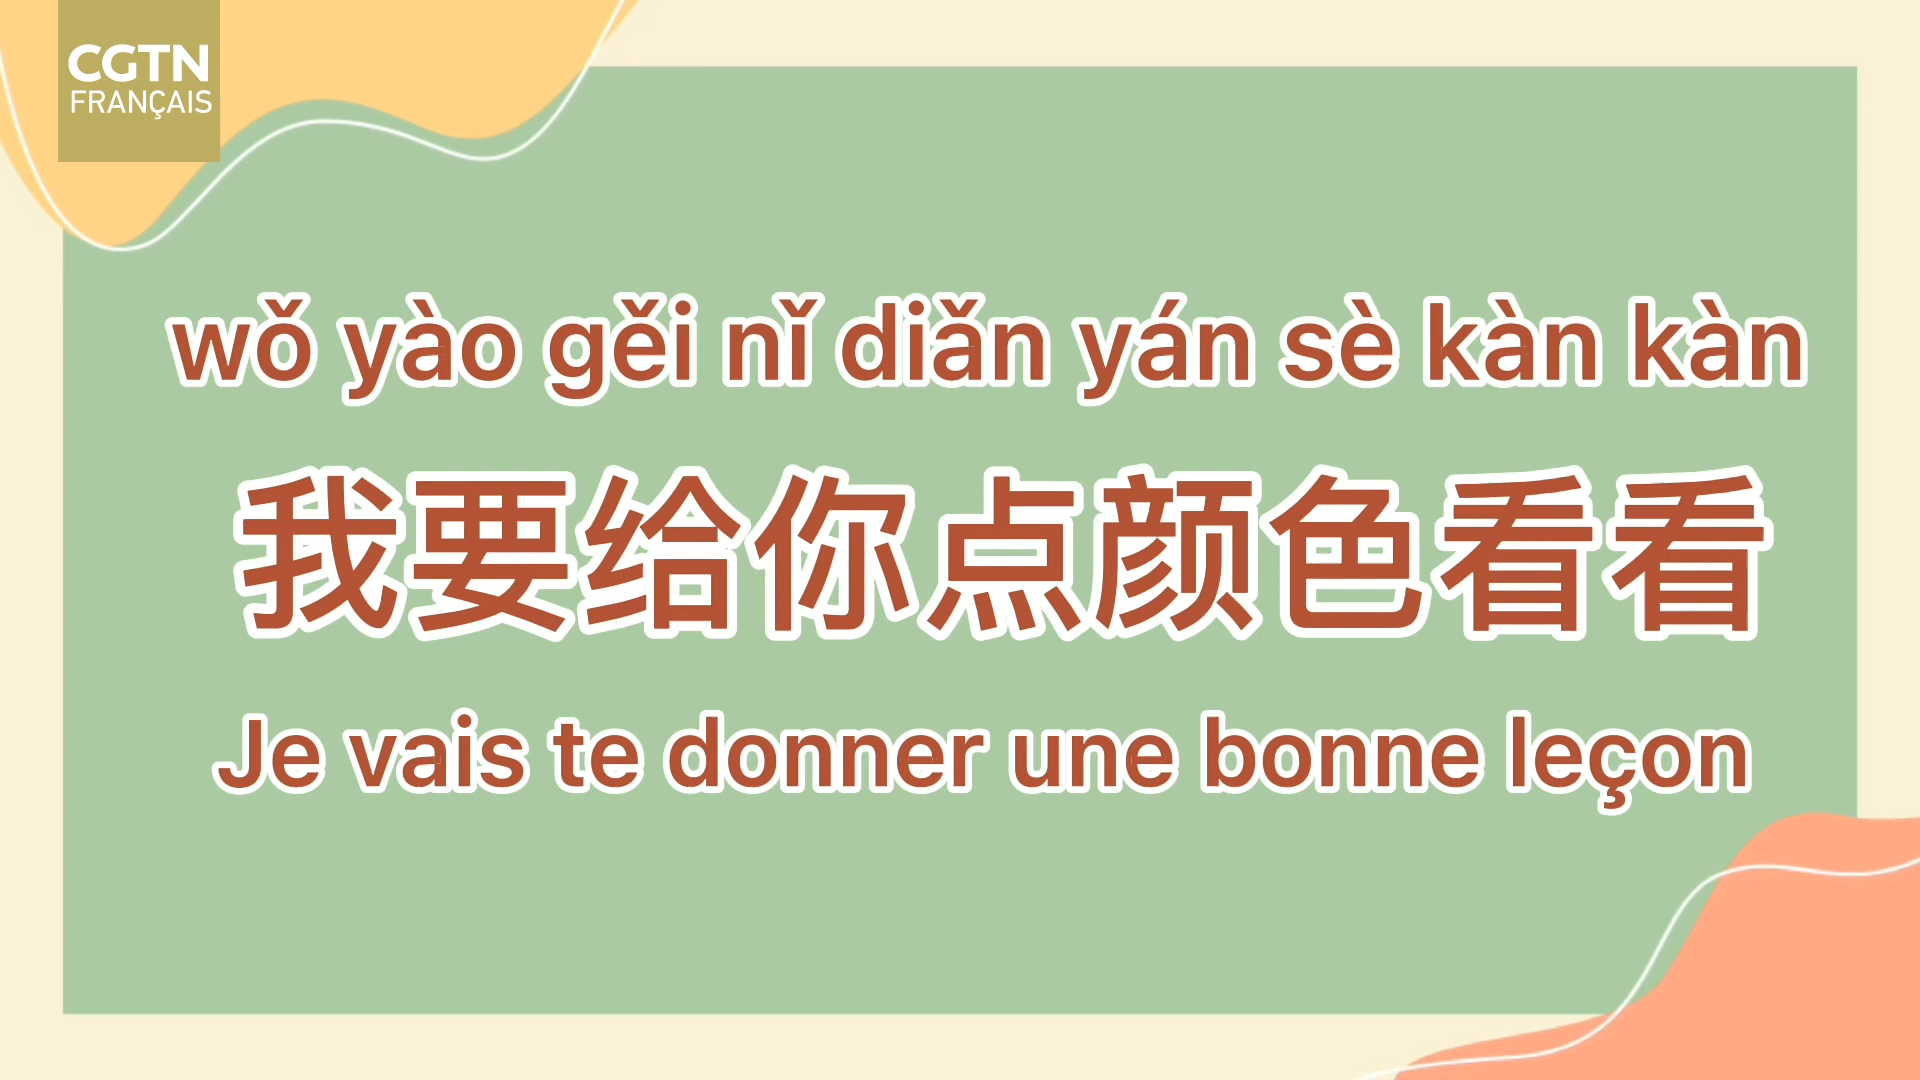 CGTN
FRANÇAIS
wǒ yào gěi nǐ diǎn yán sè kàn kàn
我要给你点颜色看看
Je vais te donner une bonne leçon